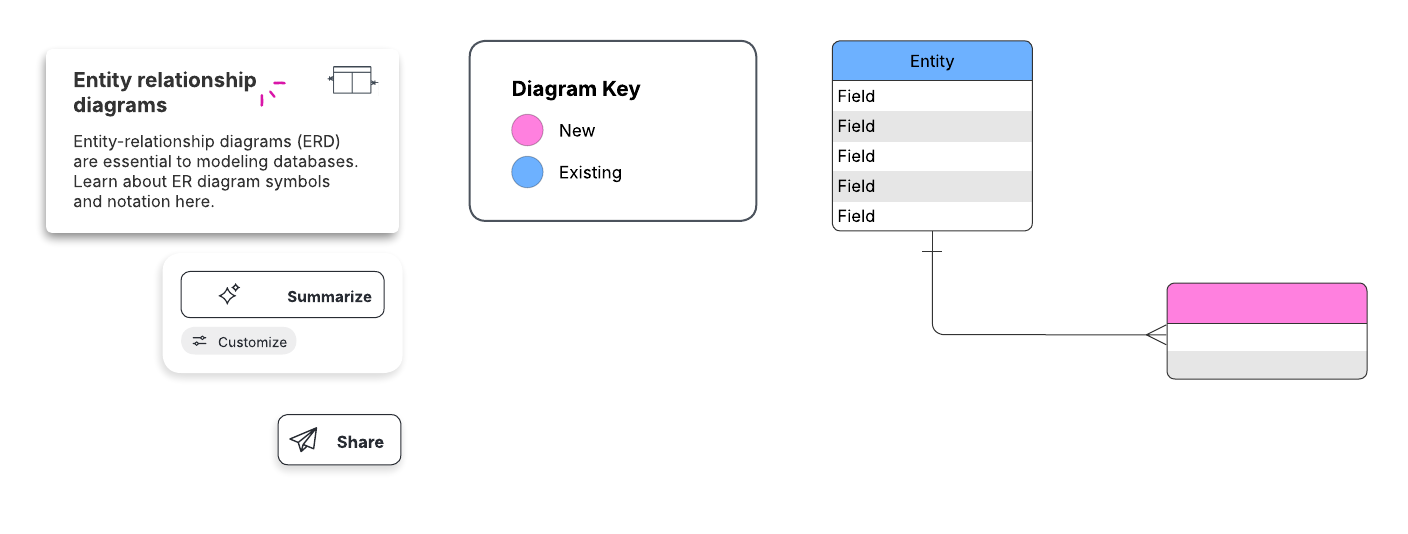 Entity relationship
diagrams
Entity-relationship diagrams (ERD)
are essential to modeling databases.
Learn about ER diagram symbols
and notation here.
Summarize
Customize
Share
Diagram Key
New
Existing
Entity
Field
Field
Field
Field
Field